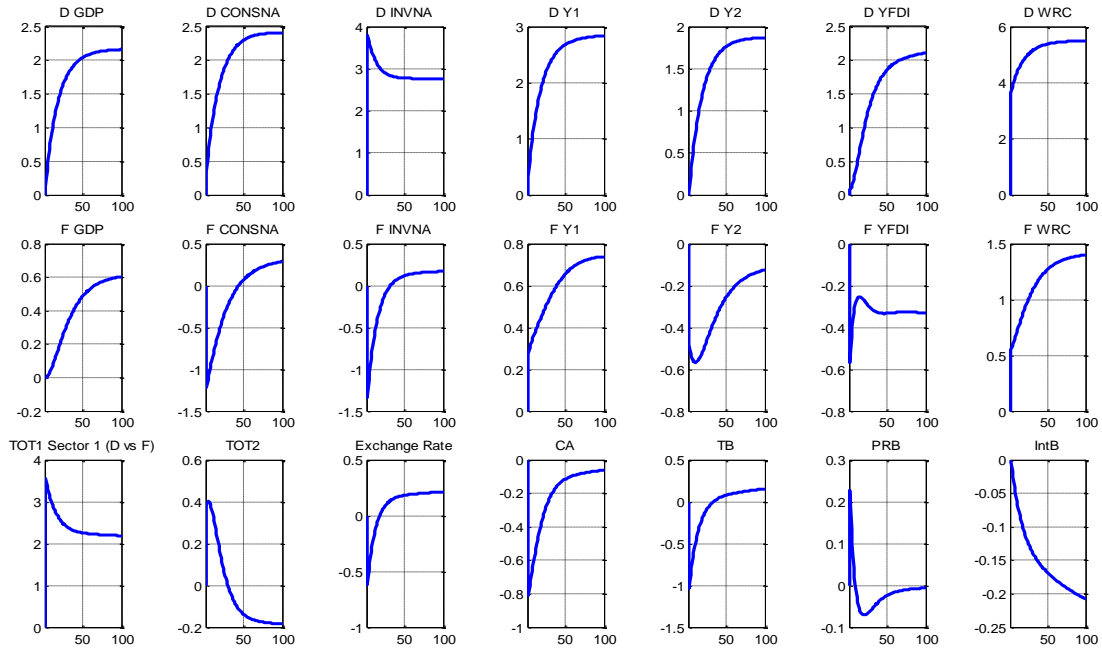 D GDP D CONSNA D INVNA D Y1 D Y2 D YFDI D WRC
2.5 2.5 4 3 2 2.5 6
2 2 2
3 1.5
1.5 1.5 2 1.5 4
2 1
1 1 1 1 2
0.5 0.5 1 0.5 0.5
0 0 0 0 0 0 0
50 100 50 100 50 100 50 100 50 100 50 100 50 100
F GDP F CONSNA F INVNA F Y1 F Y2 F YFDI F WRC
0.8 0.5 0.5 0.8 0 0 1.5
0.6 0 0 0.6 -0.2 -0.2 1
0.4
-0.5 -0.5 0.4 -0.4 -0.4
0.2
0 -1 -1 0.2 -0.6 -0.6 0.5
-0.2 -1.5 -1.5 0 -0.8 -0.8 0
50 100 50 100 50 100 50 100 50 100 50 100 50 100
TOT1 Sector 1 (D vs F) TOT2 Exchange Rate CA TB PRB IntB
4 0.6 0.5 0 0.5 0.3 0
3 0.4 -0.2 0 0.2 -0.05
0 -0.1
2 0.2 -0.4 -0.5 0.1
-0.5 -0.15
1 0 -0.6 -1 0 -0.2
-0.8
0 -0.2 -1 -1 -1.5 -0.1 -0.25
50 100 50 100 50 100 50 100 50 100 50 100 50 100